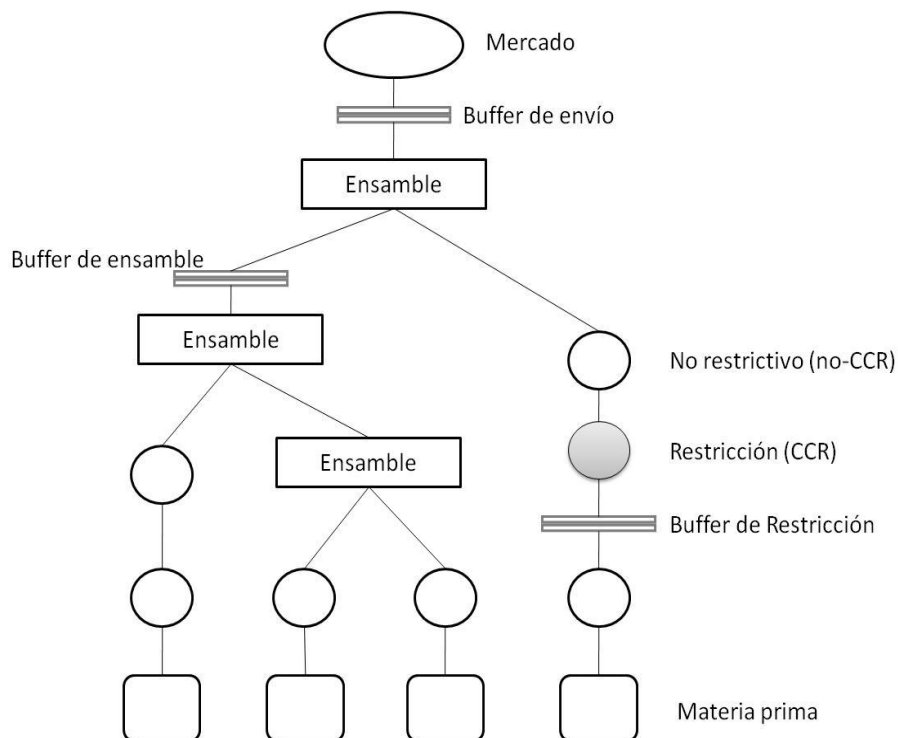 Mercado
Buffer de envío
Ensamble
Buffer de ensamble
Ensamble
No restrictivo (no-CCR)
Ensamble
Restricción (CCR)
Buffer de Restricción
Materia prima